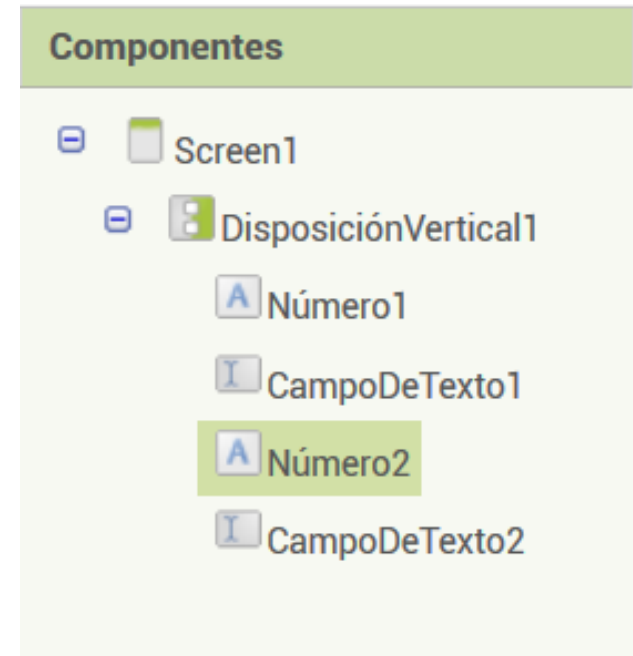 Componentes
Screen1
DisposiciónVertical1
A Número1
CampoDeTexto1
A Número2
CampoDeTexto2